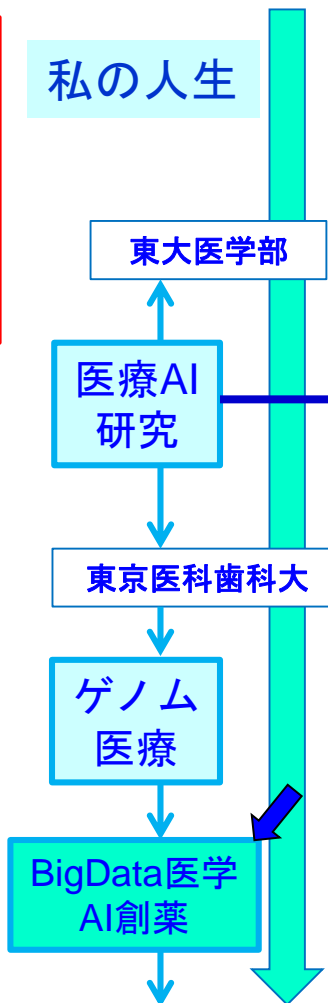 私の人生
東大医学部
医療AI
研究
東京医科歯科大
ゲノム
医療
BigData医学
AI創薬